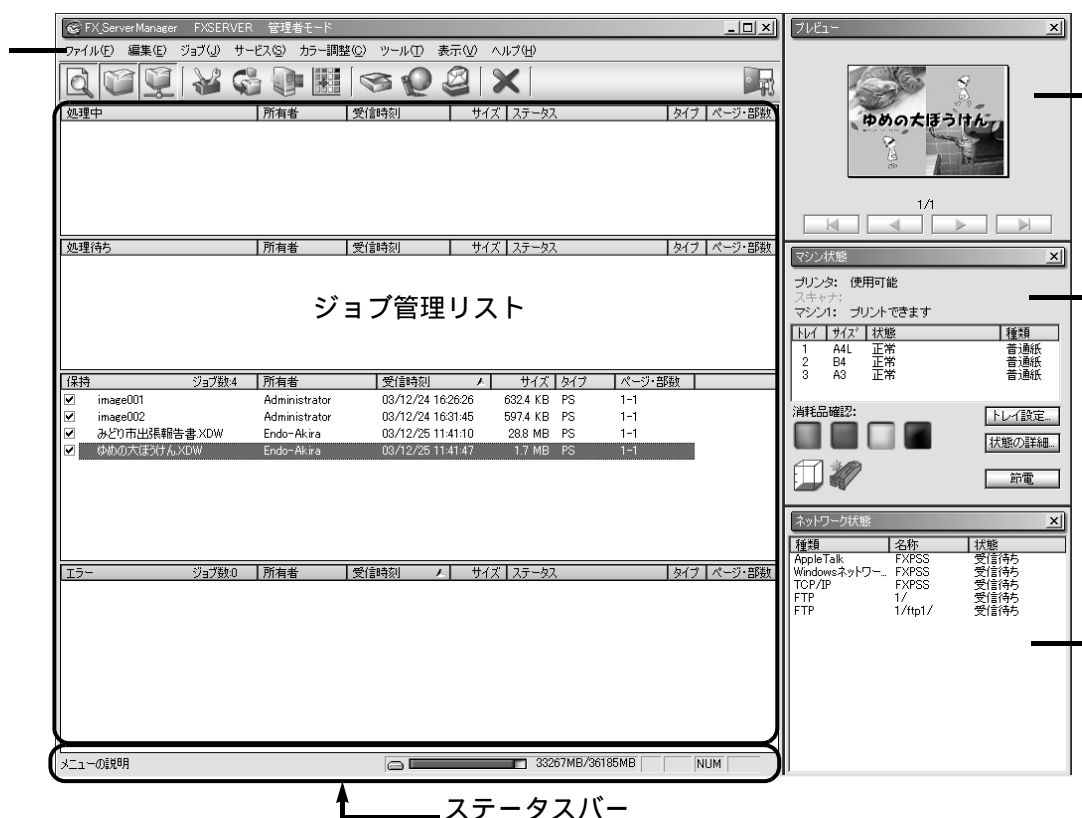 FX_ServerManager FXSERVER 管理者モード
ファイル(F) 編集(E) ジョブ(J) サービス(S) カラー調整(C) ツール(T) 表示(V) ヘルプ(H)
処理中 所有者 受信時刻 サイズ ステータス タイプ ページ・部数
処理待ち 所有者 受信時刻 サイズ ステータス タイプ ページ・部数
ジョブ管理リスト
保持 ジョブ数:4 所有者 受信時刻 サイズ タイプ ページ・部数
image001 Administrator 03/12/24 16:26:26 632.4 KB PS 1-1
image002 Administrator 03/12/24 16:31:45 597.4 KB PS 1-1
みどり市出張報告書.XDW Endo-Akira 03/12/25 11:41:10 28.8 MB PS 1-1
ゆめの大ぼうけん.XDW Endo-Akira 03/12/25 11:41:47 1.7 MB PS 1-1
エラー ジョブ数:0 所有者 受信時刻 サイズ ステータス タイプ ページ・部数
メニューの説明 33267MB/36185MB NUM
ステータスバー
プレビュー
ゆめの大ぼうけん
1/1
マシン状態
プリンタ: 使用可能
スキャナ:
マシン1: プリントできます
トレイ サイズ 状態 種類
1 A4L 正常 普通紙
2 B4 正常 普通紙
3 A3 正常 普通紙
消耗品確認:
トレイ設定...
状態の詳細...
節電
ネットワーク状態
種類 名称 状態
AppleTalk FXPSS 受信待ち
Windowsネットワー... FXPSS 受信待ち
TCP/IP FXPSS 受信待ち
FTP 1/ 受信待ち
FTP 1/ftp1/ 受信待ち